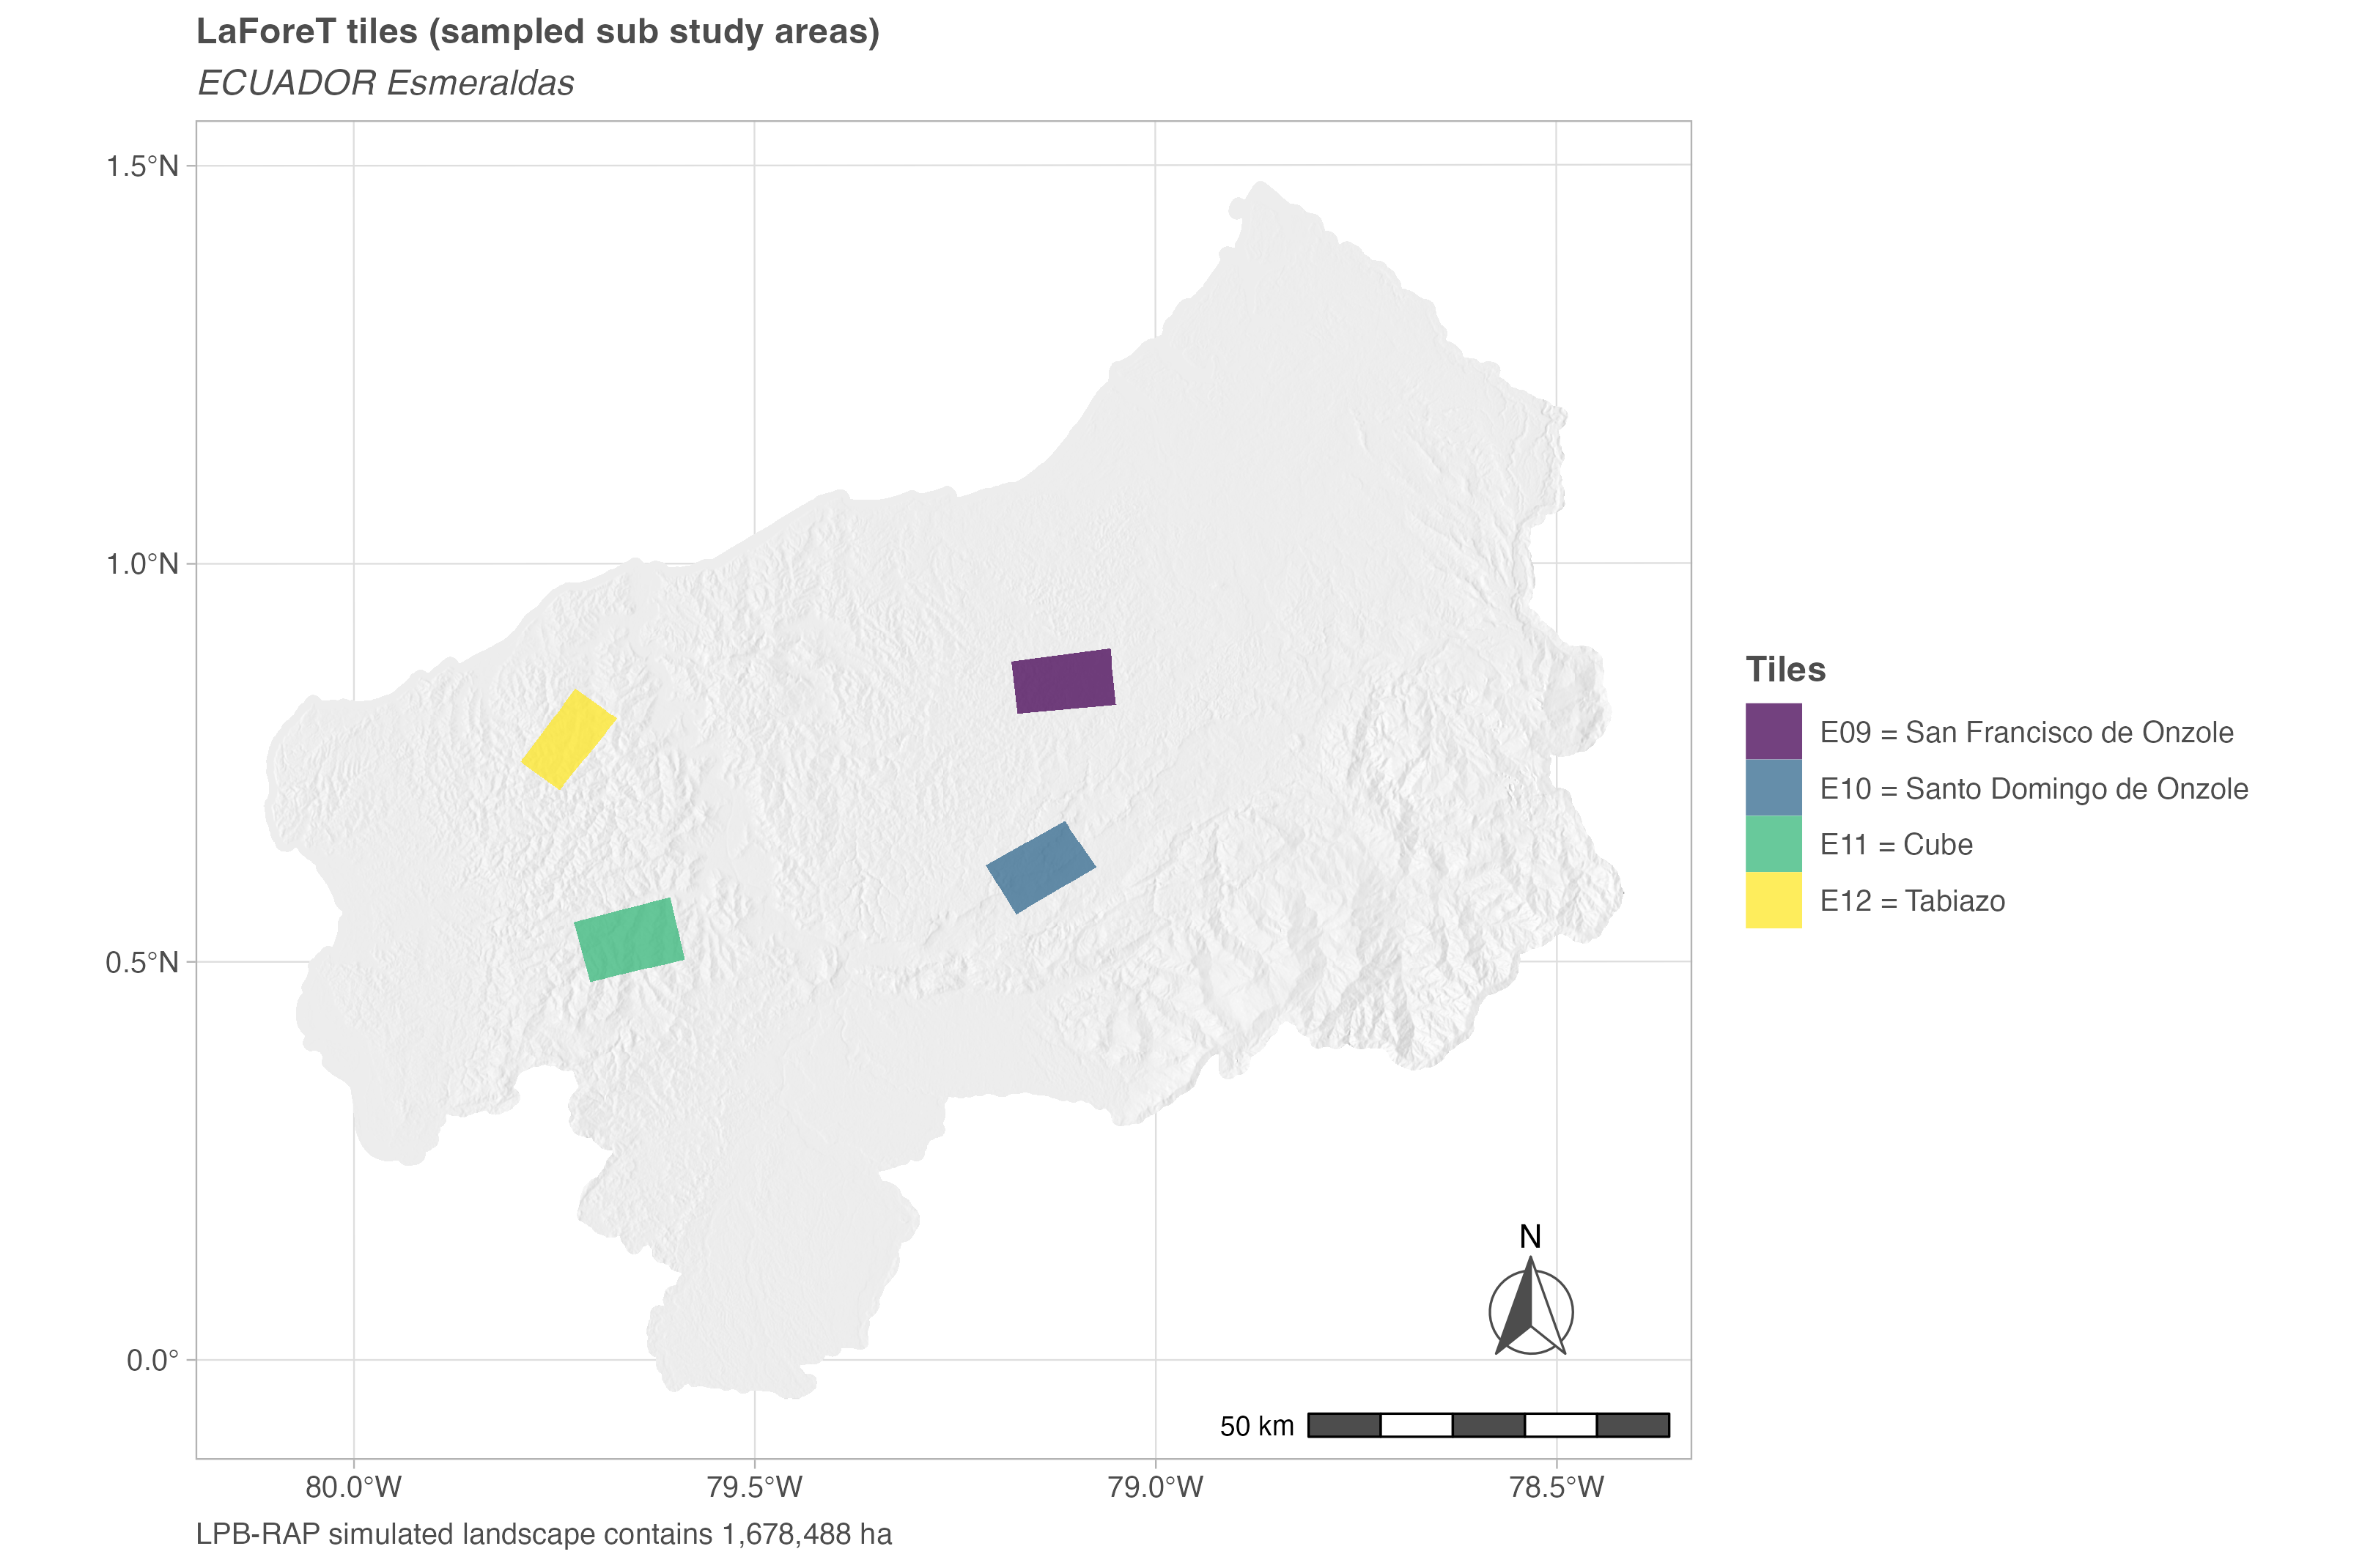 LaForeT tiles (sampled sub study areas)
ECUADOR Esmeraldas
1.5°N
1.0°N
0.5°N
0.0°
80.0°W
79.5°W
79.0°W
78.5°W
N
50 km
Tiles
E09 = San Francisco de Onzole
E10 = Santo Domingo de Onzole
E11 = Cube
E12 = Tabiazo
LPB-RAP simulated landscape contains 1,678,488 ha